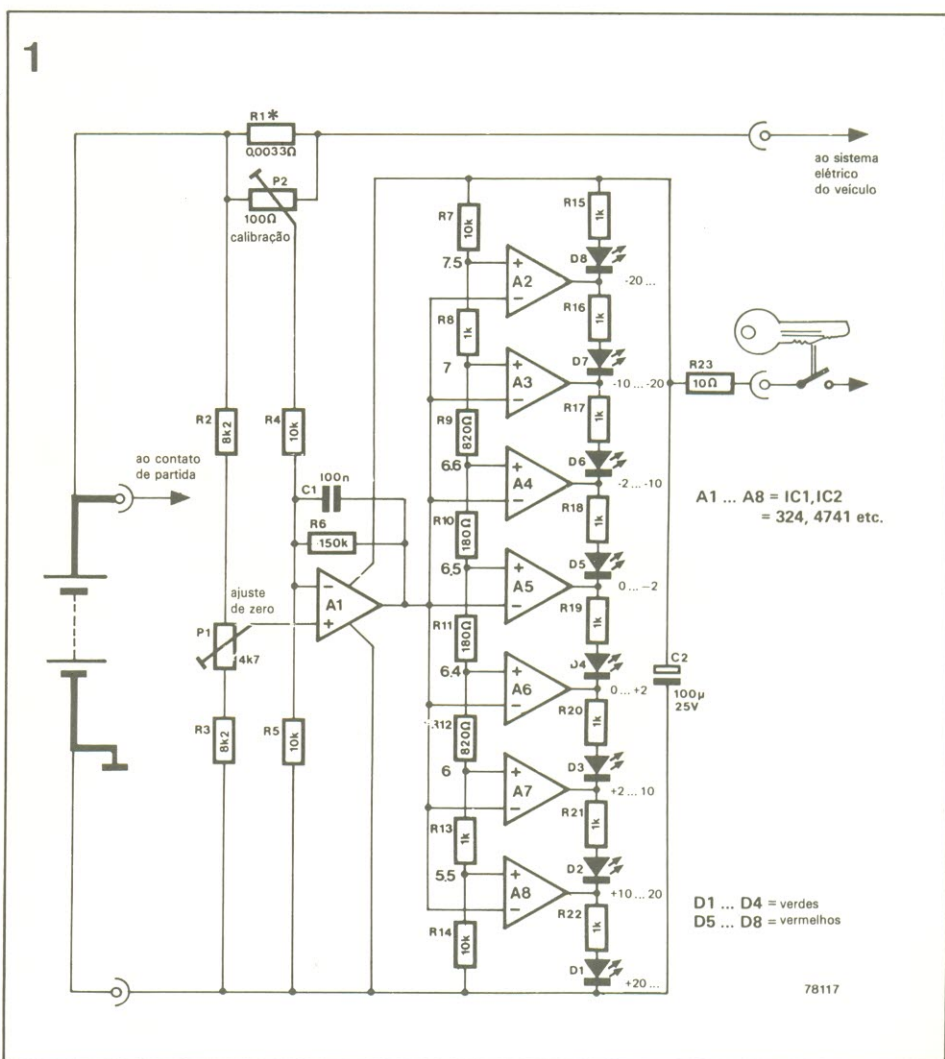 1
R1*
0,0033Ω
P2
100Ω
calibração
ao sistema
elétrico
do veículo
R7
10k
R15
1k
D8
7.5
+
A2
−
-20...
R8
1k
R16
1k
D7
7
+
A3
−
-10...-20
R23
10Ω
R9
820Ω
R17
1k
R2
8k2
R4
10k
D6
6.6
+
A4
−
-2...-10
ao contato
de partida
C1
100n
R6
150k
R10
180Ω
R18
1k
A1 ... A8 = IC1,IC2
= 324, 4741 etc.
D5
6,5
+
A5
−
0...−2
ajuste
de zero
−
A1
+
P1
4k7
R11
180Ω
R19
1k
D4
6.4
+
A6
−
0...+2
C2
100µ
25V
R3
8k2
R5
10k
R12
820Ω
R20
1k
D3
6
+
A7
−
+2...10
R13
1k
R21
1k
D2
5.5
+
A8
−
+10...20
R14
10k
R22
1k
D1
+20...
D1 ... D4 = verdes
D5 ... D8 = vermelhos
78117